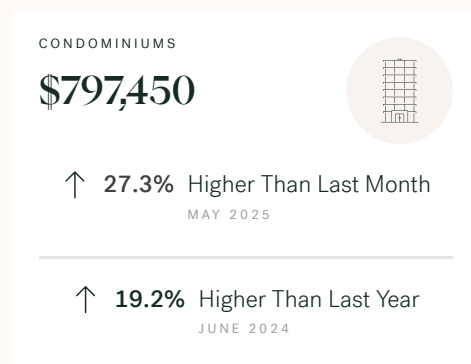 CONDOMINIUMS
$797,450
↑ 27.3% Higher Than Last Month
MAY 2025
↑ 19.2% Higher Than Last Year
JUNE 2024